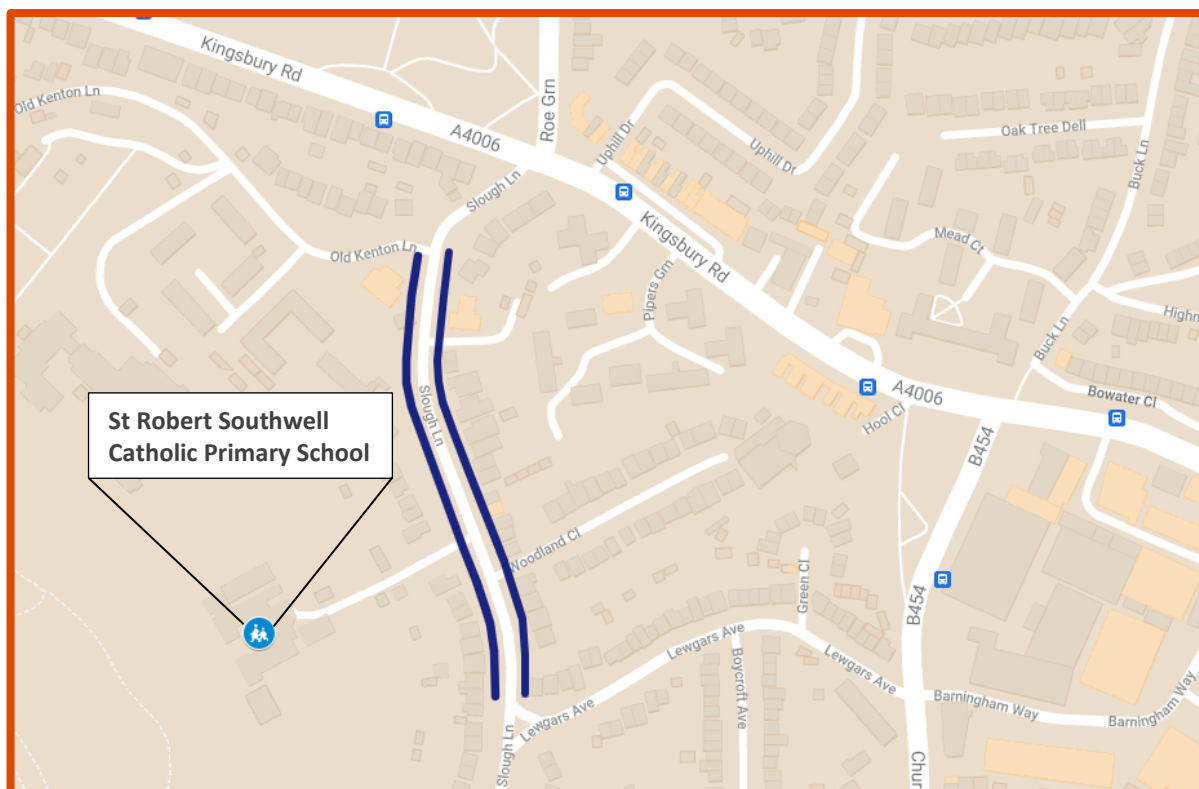 Kingsbury Rd
Old Kenton Ln
A4006
Roe Grn
Uphill Dr
Uphill Dr
Oak Tree Dell
Buck Ln
Slough Ln
Old Kenton Ln
Kingsbury Rd
Mead Ct
Pipers Grn
Highm
Buck Ln
Slough Ln
A4006
Bowater Cl
Hool Cl
B454
St Robert Southwell
Catholic Primary School
Woodland Cl
Green Cl
B454
Lewgars Ave
Boycroft Ave
Lewgars Ave
Barningham Way
Barningham Way
Lewgars Ave
Slough Ln
Chur